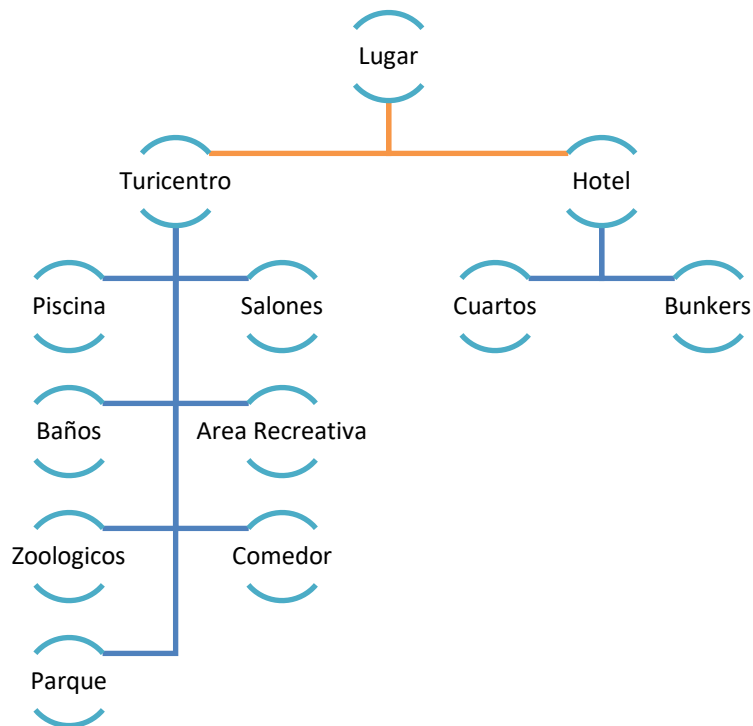 Lugar
Turicentro
Hotel
Piscina
Salones
Cuartos
Bunkers
Baños
Area Recreativa
Zoologicos
Comedor
Parque